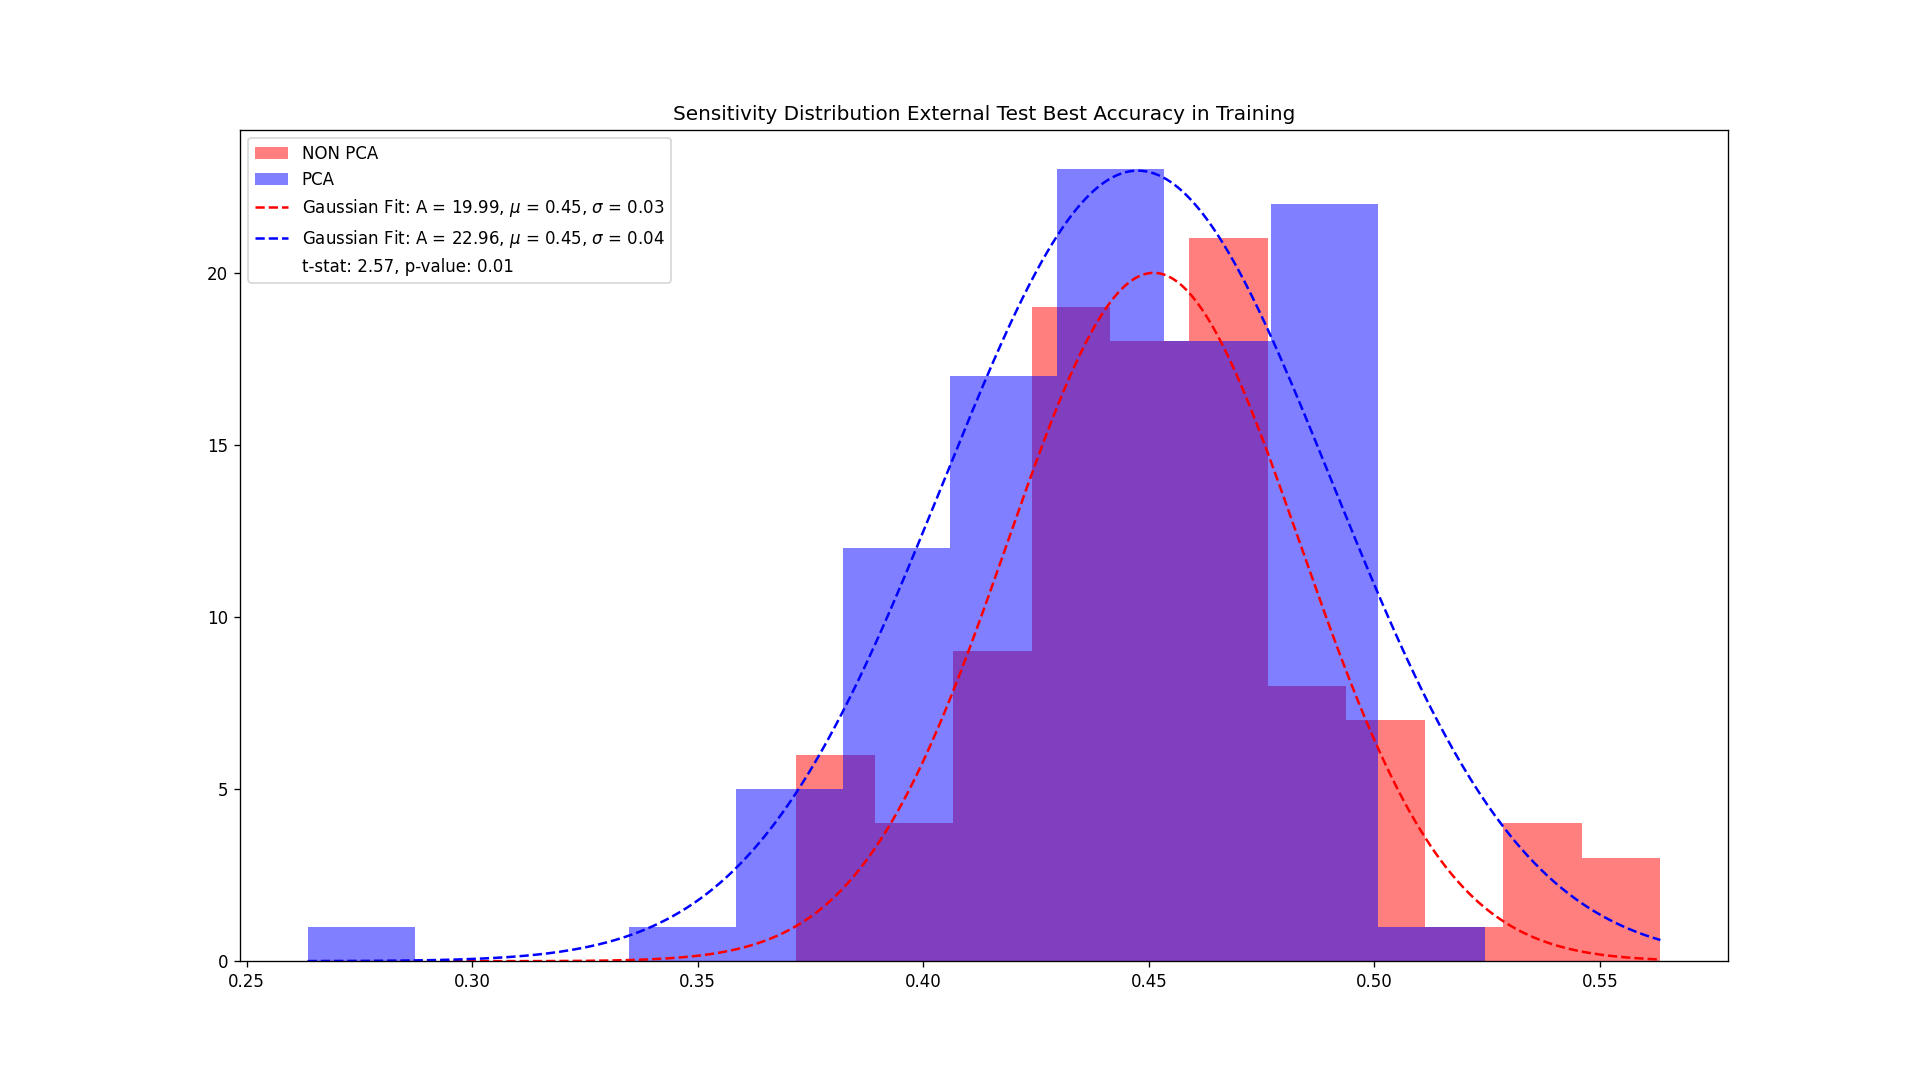 Sensitivity Distribution External Test Best Accuracy in Training
NON PCA
PCA
Gaussian Fit: A = 19.99, μ = 0.45, σ = 0.03
Gaussian Fit: A = 22.96, μ = 0.45, σ = 0.04
t-stat: 2.57, p-value: 0.01
20
15
10
5
0
0.25 0.30 0.35 0.40 0.45 0.50 0.55